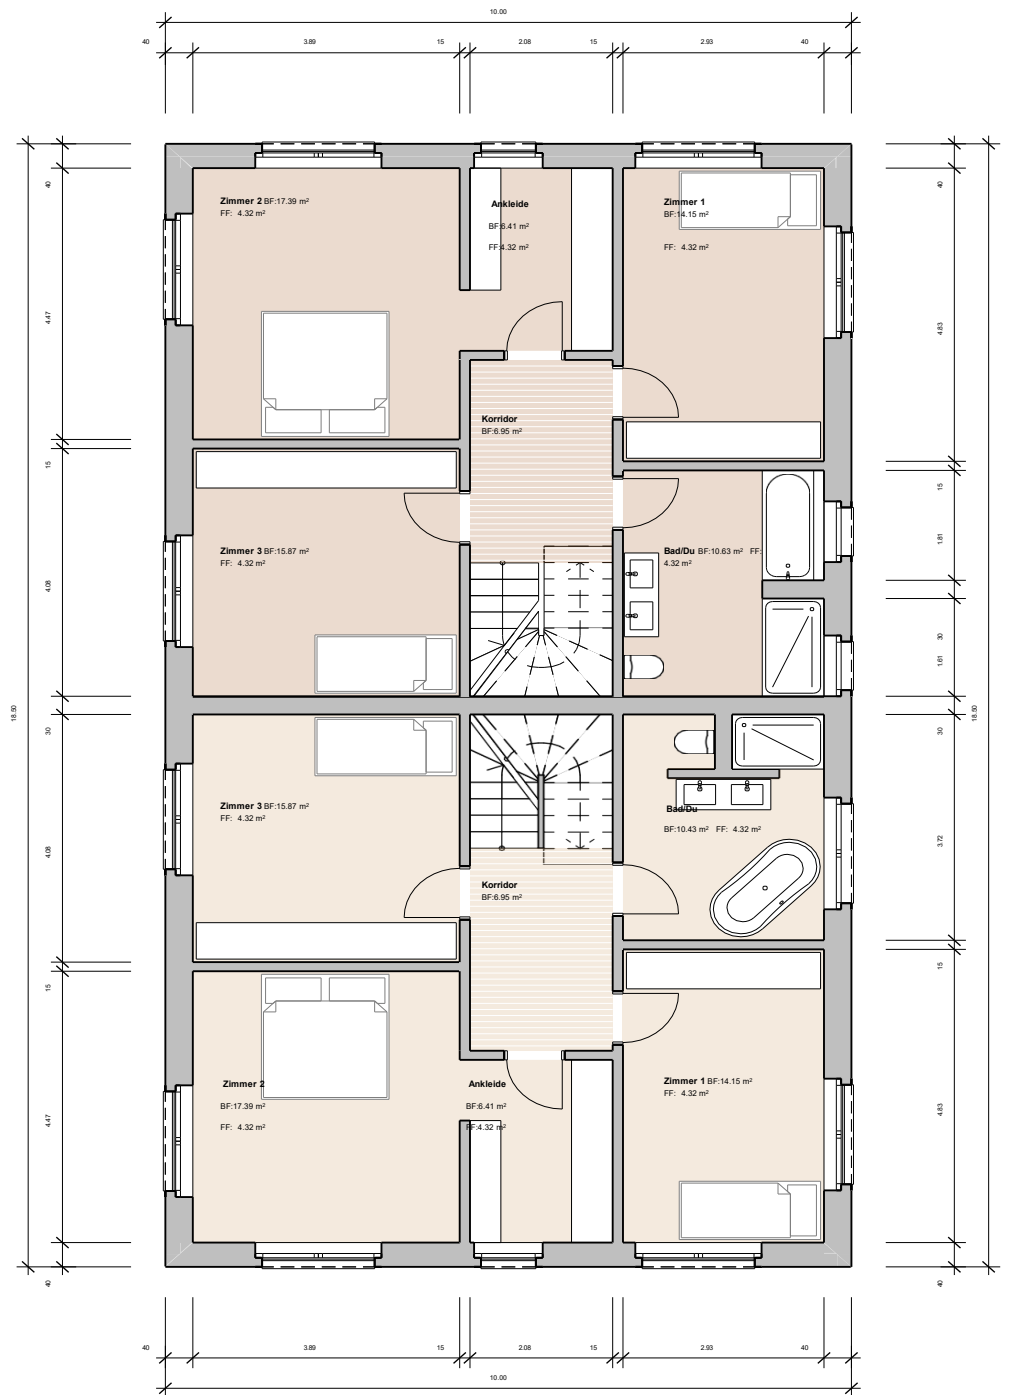 10.00
40 3.89 15 2.08 15 2.93 40
40
40
Zimmer 2 BF:17.39 m²
FF: 4.32 m²
Ankleide
BF:6.41 m²
FF:4.32 m²
Zimmer 1
BF:14.15 m²
FF: 4.32 m²
4.47
4.83
Korridor
BF:6.95 m²
15
15
Zimmer 3 BF:15.87 m²
FF: 4.32 m²
Bad/Du BF:10.63 m² FF:
4.32 m²
1.81
4.08
30
1.61
18.50
18.50
30
30
Zimmer 3 BF:15.87 m²
FF: 4.32 m²
Bad/Du
BF:10.43 m² FF: 4.32 m²
4.08
3.72
Korridor
BF:6.95 m²
15
15
Zimmer 2
BF:17.39 m²
FF: 4.32 m²
Ankleide
BF:6.41 m²
FF:4.32 m²
Zimmer 1 BF:14.15 m²
FF: 4.32 m²
4.47
4.83
40
40
40 3.89 15 2.08 15 2.93 40
10.00